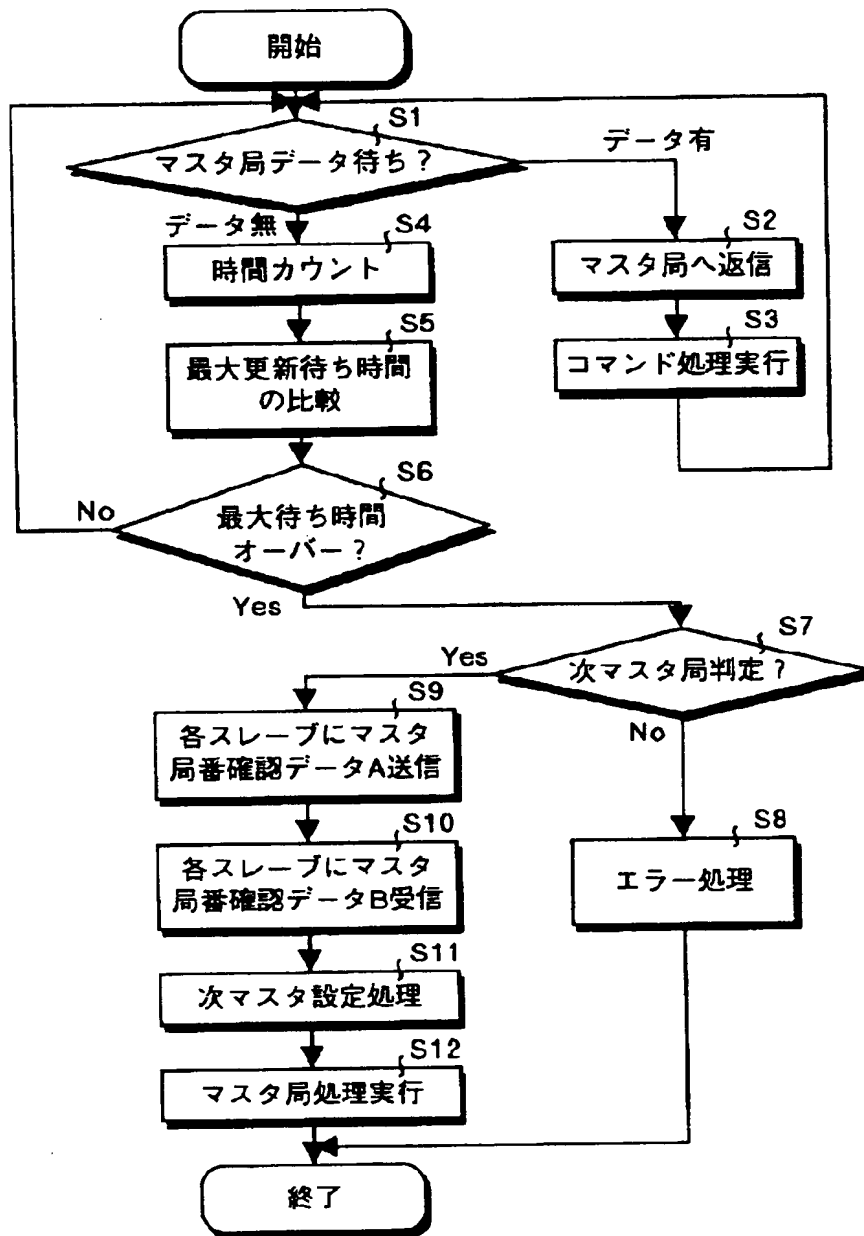 開始
S1
マスタ局データ待ち?
データ有
データ無
S4
時間カウント
S2
マスタ局へ返信
S5
最大更新待ち時間
の比較
S3
コマンド処理実行
S6
最大待ち時間
オーバー?
No
Yes
S7
次マスタ局判定?
Yes
No
S9
各スレーブにマスタ
局番確認データA送信
S10
各スレーブにマスタ
局番確認データB受信
S8
エラー処理
S11
次マスタ設定処理
S12
マスタ局処理実行
終了